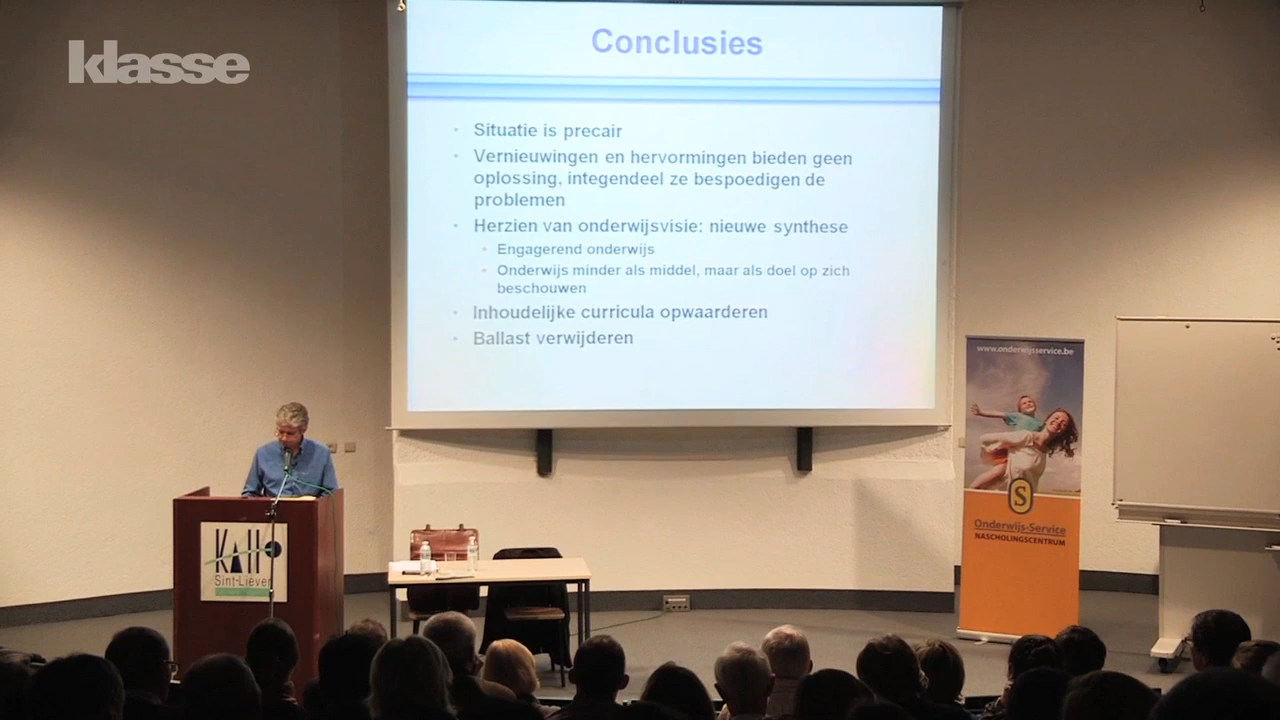 klasse
Conclusies
• Situatie is precair
• Vernieuwingen en hervormingen bieden geen
oplossing, integendeel ze bespoedigen de
problemen
• Herzien van onderwijsvisie: nieuwe synthese
• Engagerend onderwijs
• Onderwijs minder als middel, maar als doel op zich
beschouwen
• Inhoudelijke curricula opwaarderen
• Ballast verwijderen
www.onderwijsservice.be
S
Onderwijs-Service
NASCHOLINGSCENTRUM
KaHo
Sint-Lieven